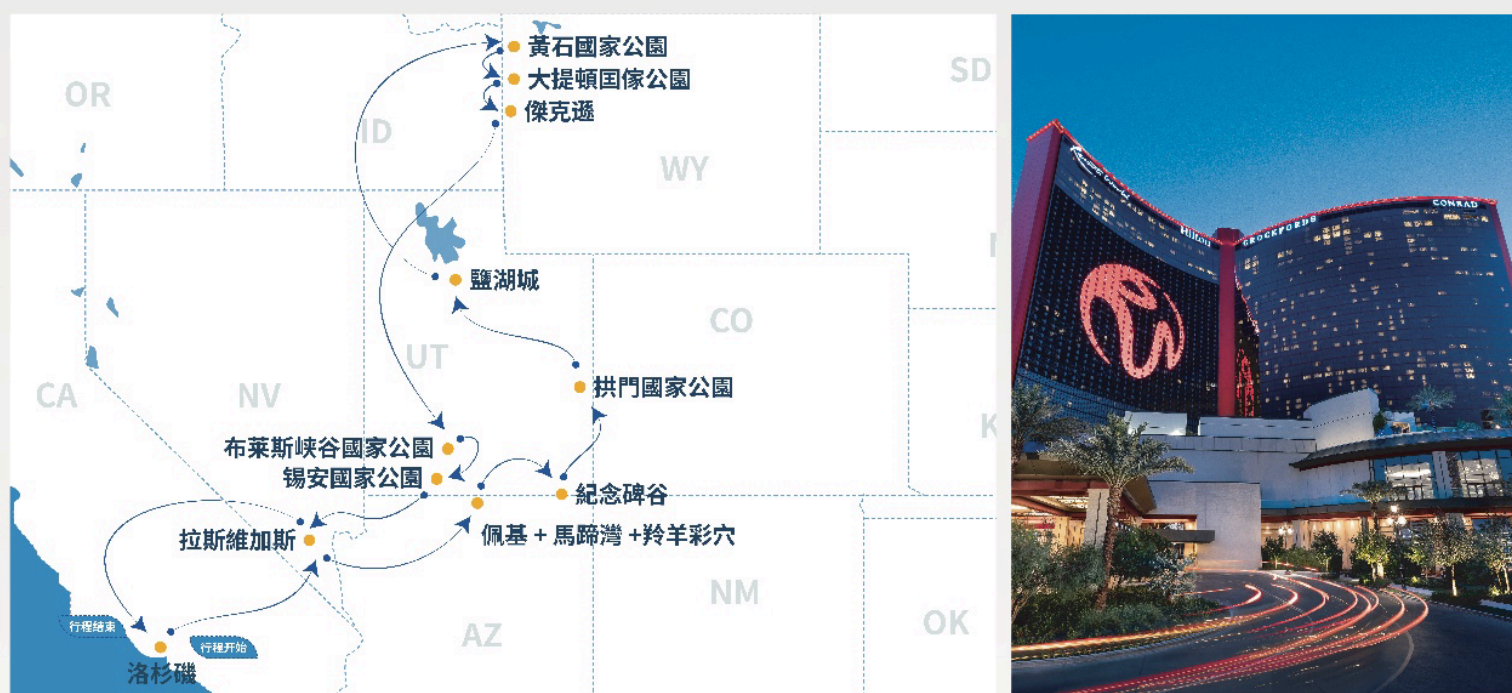 黃石國家公園
大提頓囯傢公園
傑克遜
OR
ID
WY
SD
鹽湖城
CO
UT
拱門國家公園
CA
NV
布莱斯峡谷國家公園
锡安國家公園
紀念碑谷
拉斯維加斯
佩基 + 馬蹄灣 +羚羊彩穴
NM
AZ
OK
行程結束
行程开始
洛杉磯
Hilton
CROCKFORDS
CONRAD